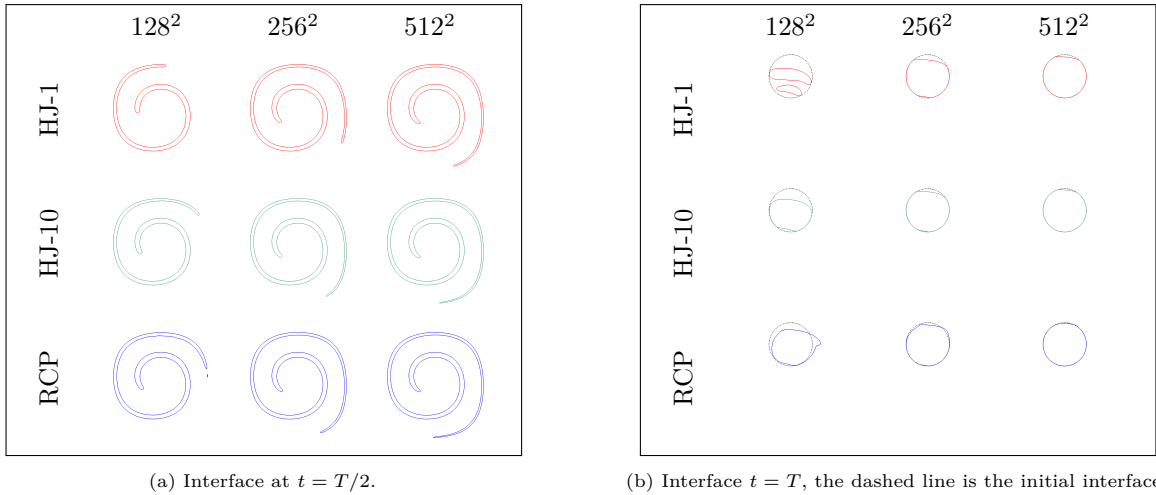 128² 256² 512²
HJ-1
HJ-10
RCP
(a) Interface at t = T/2.
128² 256² 512²
HJ-1
HJ-10
RCP
(b) Interface t = T, the dashed line is the initial interface